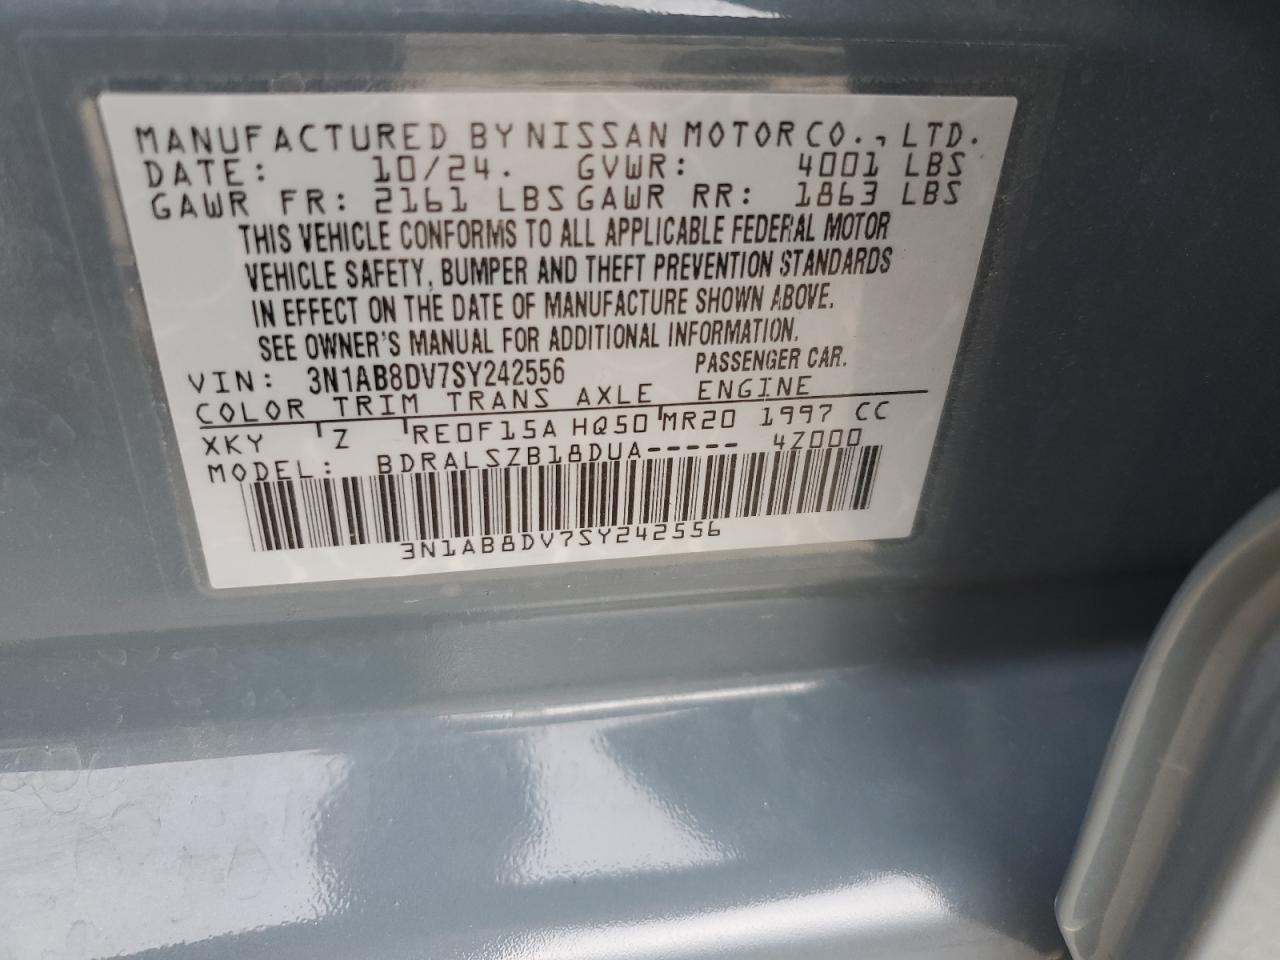 MANUFACTURED BY NISSAN MOTOR CO., LTD.
DATE: 10/24. GVWR: 4001 LBS
GAWR FR: 2161 LBS GAWR RR: 1863 LBS
THIS VEHICLE CONFORMS TO ALL APPLICABLE FEDERAL MOTOR
VEHICLE SAFETY, BUMPER AND THEFT PREVENTION STANDARDS
IN EFFECT ON THE DATE OF MANUFACTURE SHOWN ABOVE.
SEE OWNER'S MANUAL FOR ADDITIONAL INFORMATION.
VIN: 3N1AB8DV7SY242556 PASSENGER CAR.
COLOR TRIM TRANS AXLE ENGINE
XKY Z RE0F15A HQ50 MR20 1997 CC
MODEL: BDRALSZB18DUA----- 4Z000
3N1AB8DV7SY242556